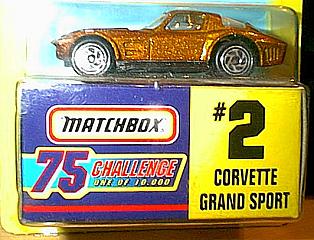 MATCHBOX
75 CHALLENGE
ONE OF 10,000
#2
CORVETTE
GRAND SPORT